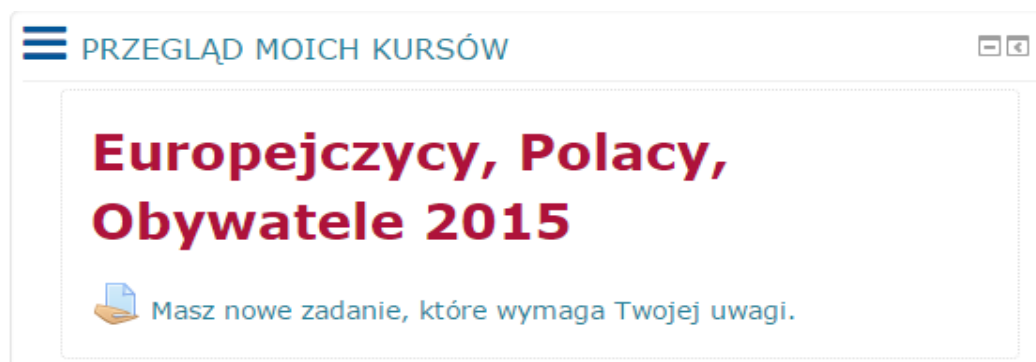 PRZEGLĄD MOICH KURSÓW
Europejczycy, Polacy,
Obywatele 2015
Masz nowe zadanie, które wymaga Twojej uwagi.